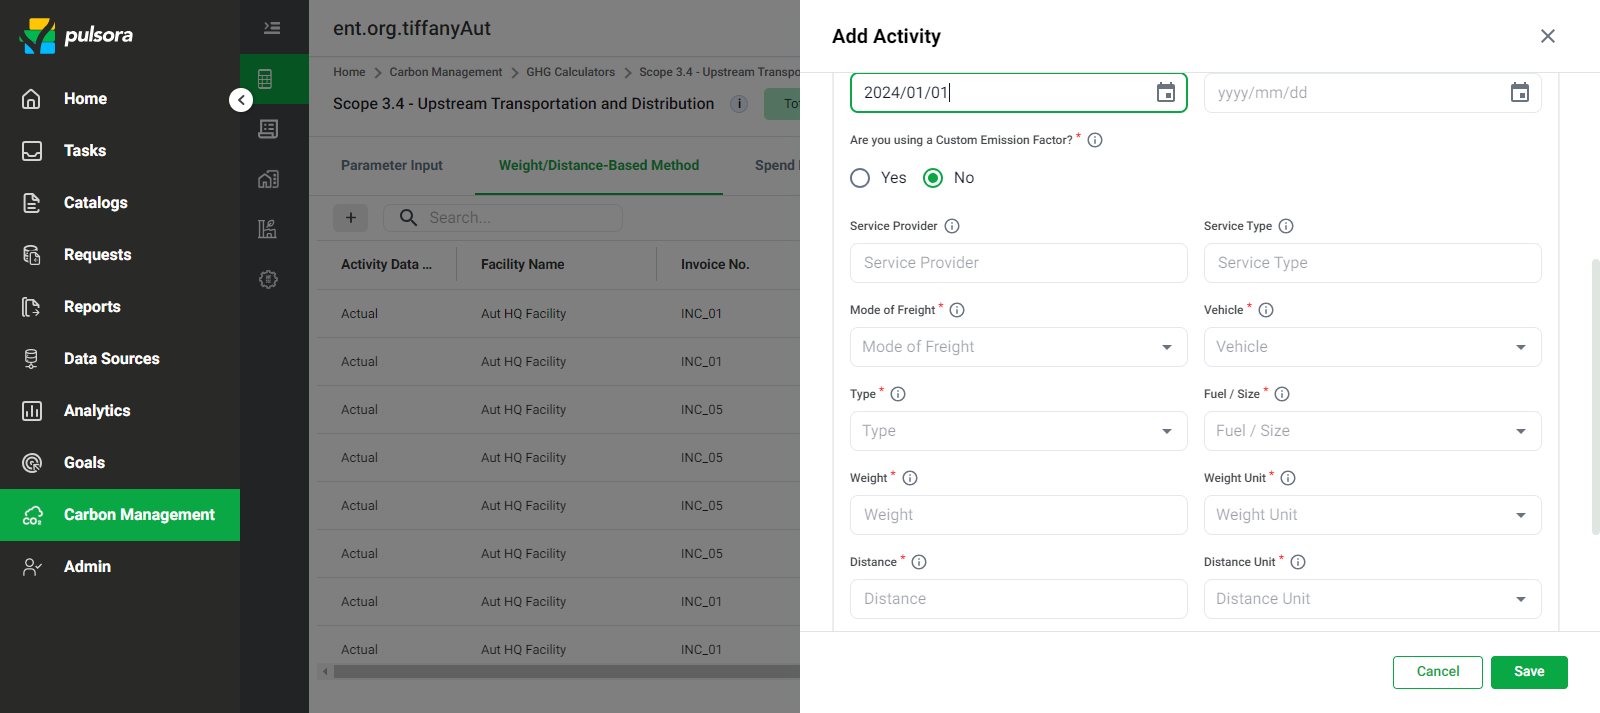 pulsora
Home
Tasks
Catalogs
Requests
Reports
Data Sources
Analytics
Goals
Carbon Management
Admin
ent.org.tiffanyAut
Home > Carbon Management > GHG Calculators > Scope 3.4 - Upstream Transpo
Scope 3.4 - Upstream Transportation and Distribution
To
Parameter Input
Weight/Distance-Based Method
Spend
+
Search...
Activity Data ... Facility Name Invoice No.
Actual Aut HQ Facility INC_01
Actual Aut HQ Facility INC_01
Actual Aut HQ Facility INC_05
Actual Aut HQ Facility INC_05
Actual Aut HQ Facility INC_05
Actual Aut HQ Facility INC_05
Actual Aut HQ Facility INC_01
Actual Aut HQ Facility INC_01
Add Activity
2024/01/01 yyyy/mm/dd
Are you using a Custom Emission Factor? *
Yes No
Service Provider Service Type
Service Provider Service Type
Mode of Freight * Vehicle *
Mode of Freight Vehicle
Type * Fuel / Size *
Type Fuel / Size
Weight * Weight Unit *
Weight Weight Unit
Distance * Distance Unit *
Distance Distance Unit
Cancel Save